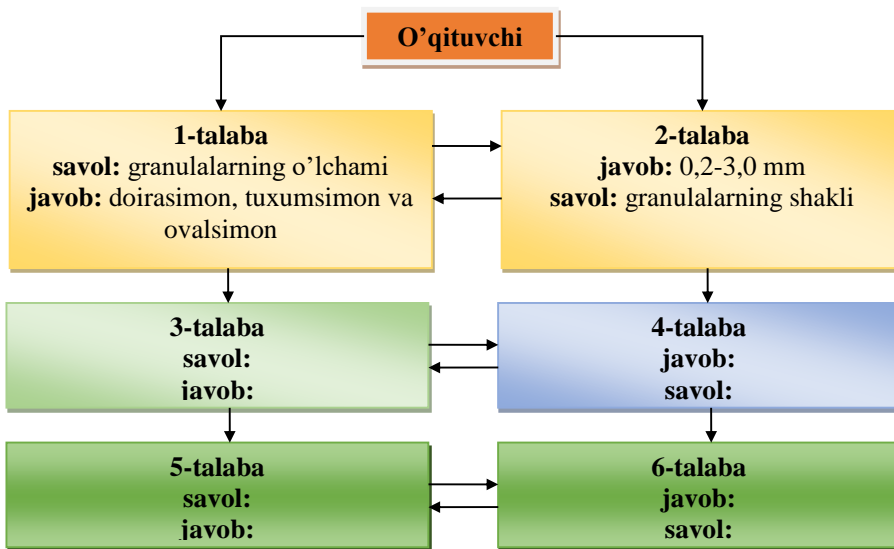 O'qituvchi
1-talaba
savol: granulalarning o'lchami
javob: doirasimon, tuxumsimon va
ovalsimon
2-talaba
javob: 0,2-3,0 mm
savol: granulalarning shakli
3-talaba
savol:
javob:
4-talaba
javob:
savol:
5-talaba
savol:
javob:
6-talaba
javob:
savol: